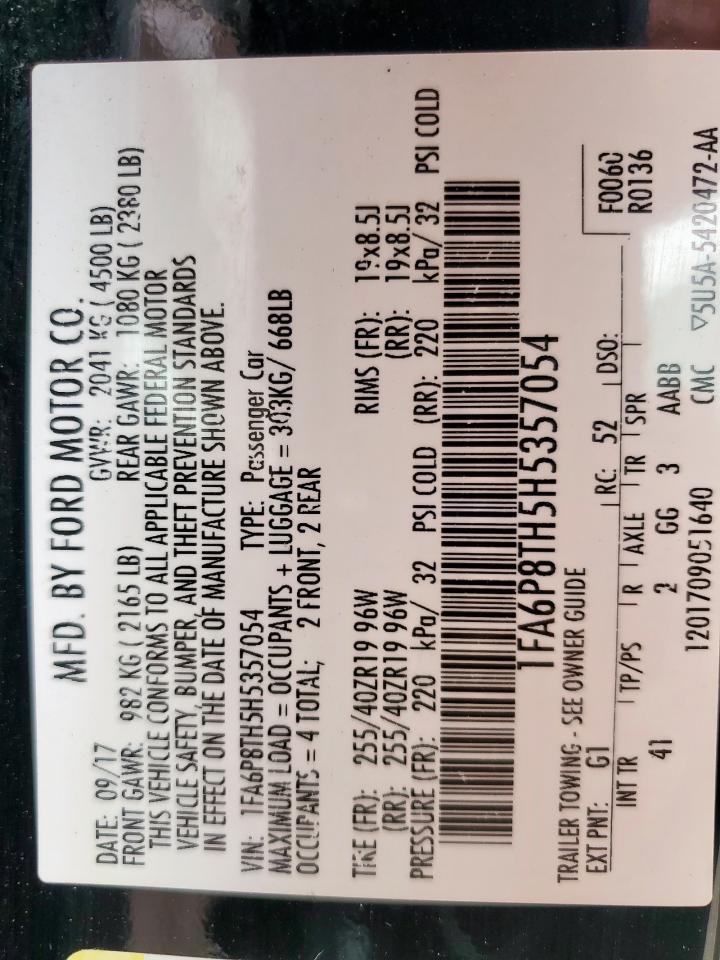 MFD. BY FORD MOTOR CO.
DATE: 09/17 GVWR: 2041 KG ( 4500 LB)
FRONT GAWR: 982 KG ( 2165 LB) REAR GAWR: 1080 KG ( 2380 LB)
THIS VEHICLE CONFORMS TO ALL APPLICABLE FEDERAL MOTOR
VEHICLE SAFETY, BUMPER, AND THEFT PREVENTION STANDARDS
IN EFFECT ON THE DATE OF MANUFACTURE SHOWN ABOVE.
VIN: 1FA6P8TH5H5357054 TYPE: Passenger Car
MAXIMUM LOAD = OCCUPANTS + LUGGAGE = 303KG/ 668LB
OCCUPANTS = 4 TOTAL; 2 FRONT, 2 REAR
TIRE (FR): 255/40ZR19 96W RIMS (FR): 19x8.5J
(RR): 255/40ZR19 96W (RR): 19x8.5J
PRESSURE (FR): 220 kPa/ 32 PSI COLD (RR): 220 kPa/ 32 PSI COLD
1FA6P8TH5H5357054
TRAILER TOWING - SEE OWNER GUIDE F0060
EXT PNT: G1 RC: 52 DSO: R0136
INT TR TP/PS R AXLE TR SPR
41 2 GG 3 AABB
1201709051640 CMC ▽5U5A-5420472-AA